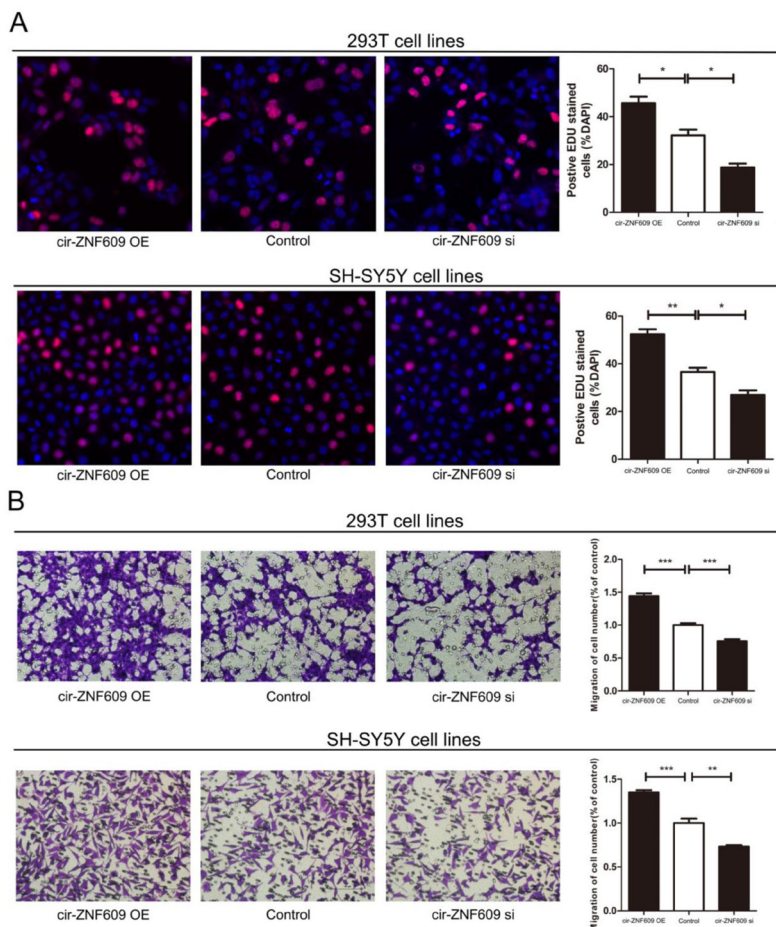 A
293T cell lines
cir-ZNF609 OE
Control
cir-ZNF609 si
Postive EDU stained
cells (%DAPI)
60
40
20
0
*
*
cir-ZNF609 OE
Control
cir-ZNF609 si
SH-SY5Y cell lines
cir-ZNF609 OE
Control
cir-ZNF609 si
Postive EDU stained
cells (%DAPI)
60
40
20
0
**
*
cir-ZNF609 OE
Control
cir-ZNF609 si
B
293T cell lines
cir-ZNF609 OE
Control
cir-ZNF609 si
Migration of cell number(% of control)
2.0
1.5
1.0
0.5
0.0
***
***
cir-ZNF609 OE
Control
cir-ZNF609 si
SH-SY5Y cell lines
cir-ZNF609 OE
Control
cir-ZNF609 si
Migration of cell number(% of control)
1.5
1.0
0.5
0.0
***
**
cir-ZNF609 OE
Control
cir-ZNF609 si